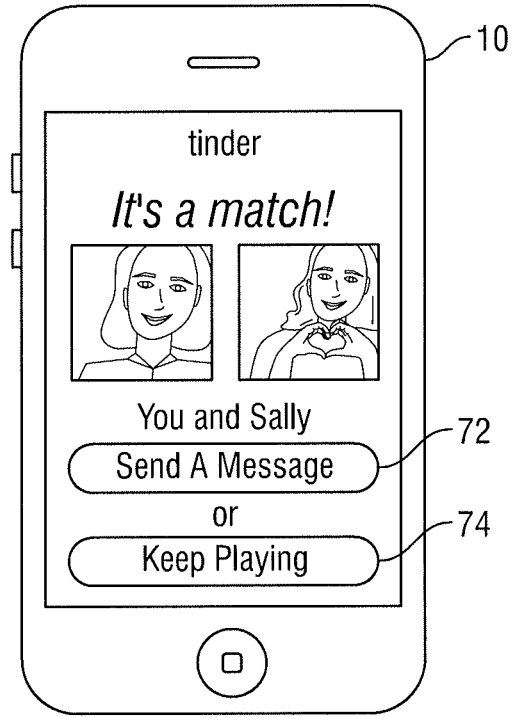 10
tinder
It's a match!
You and Sally
72
Send A Message
or
74
Keep Playing